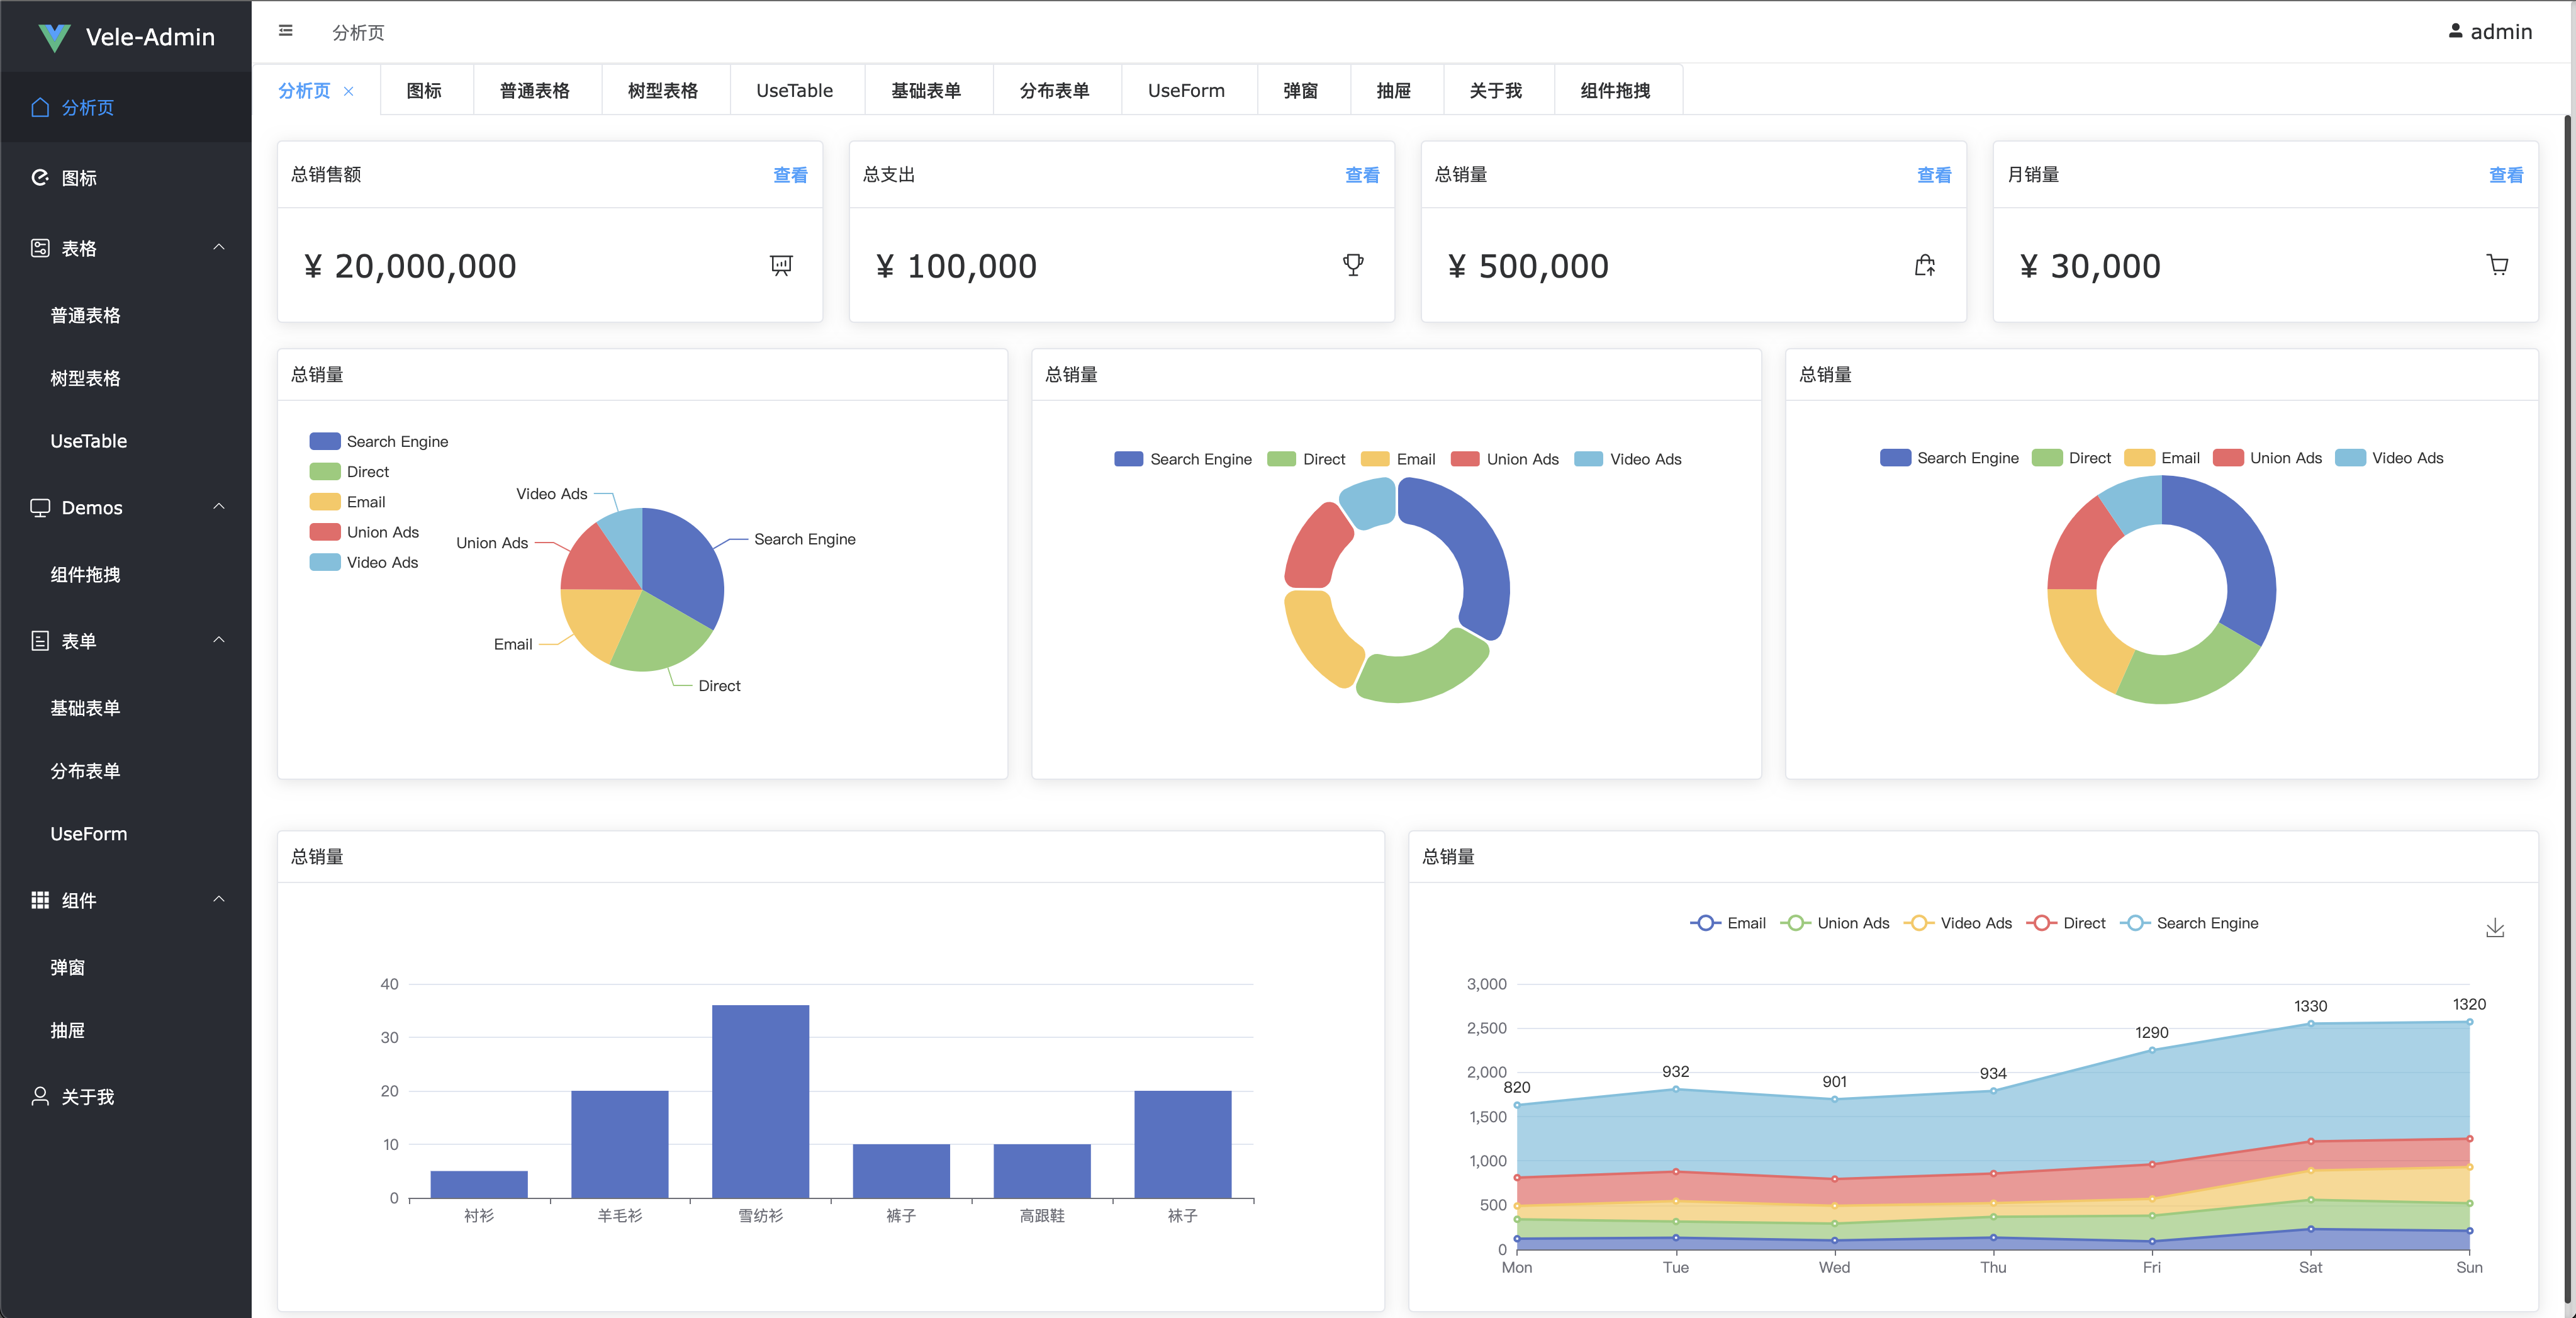 Vele-Admin
分析页
图标
表格
普通表格
树型表格
UseTable
Demos
组件拖拽
表单
基础表单
分布表单
UseForm
组件
弹窗
抽屉
关于我
分析页
admin
分析页 图标 普通表格 树型表格 UseTable 基础表单 分布表单 UseForm 弹窗 抽屉 关于我 组件拖拽
总销售额 查看
¥ 20,000,000
总支出 查看
¥ 100,000
总销量 查看
¥ 500,000
月销量 查看
¥ 30,000
总销量
Search Engine
Direct
Email
Union Ads
Video Ads
Video Ads
Union Ads
Search Engine
Email
Direct
总销量
Search Engine Direct Email Union Ads Video Ads
总销量
Search Engine Direct Email Union Ads Video Ads
总销量
40
30
20
10
0
衬衫 羊毛衫 雪纺衫 裤子 高跟鞋 袜子
总销量
Email Union Ads Video Ads Direct Search Engine
3,000
2,500
2,000
1,500
1,000
500
0
820 932 901 934 1290 1330 1320
Mon Tue Wed Thu Fri Sat Sun